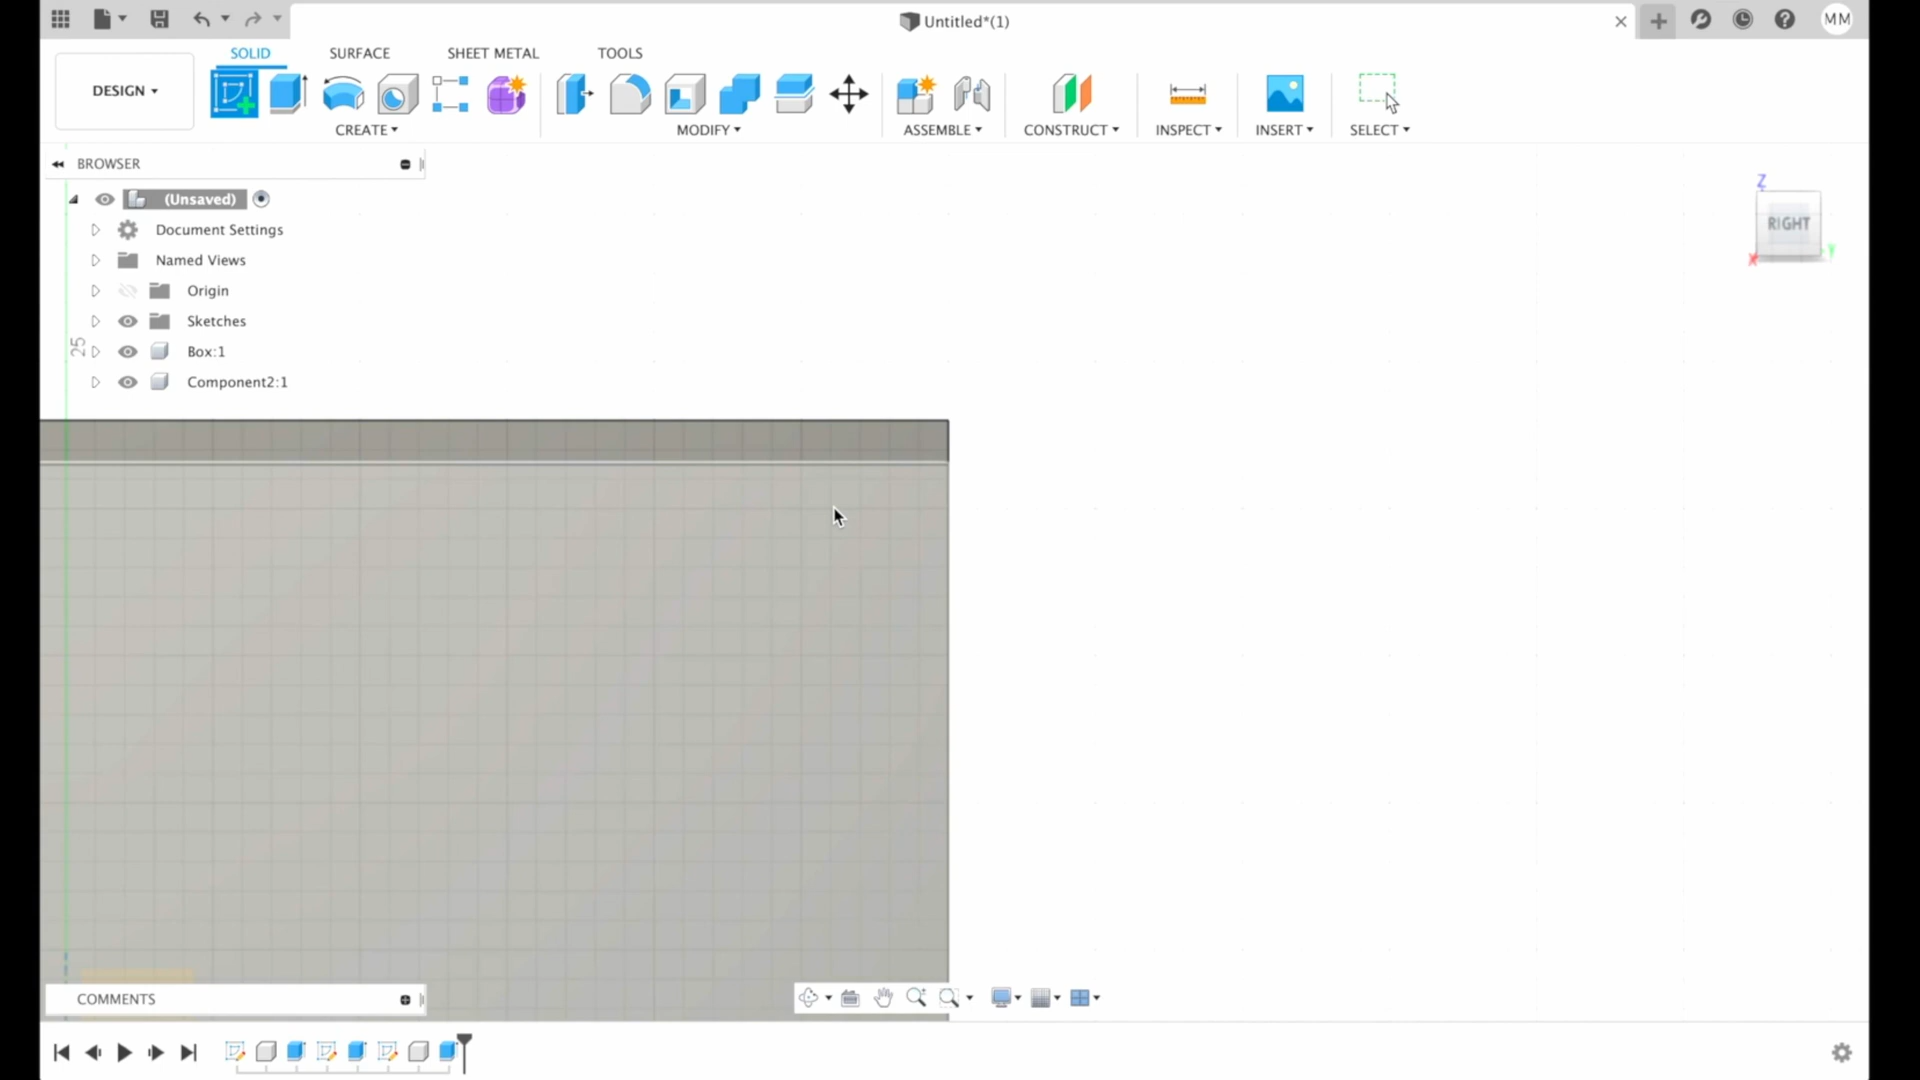 Untitled*(1)
MM
DESIGN
SOLID
SURFACE
SHEET METAL
TOOLS
CREATE
MODIFY
ASSEMBLE
CONSTRUCT
INSPECT
INSERT
SELECT
BROWSER
(Unsaved)
Document Settings
Named Views
Origin
Sketches
Box:1
Component2:1
25
Z
RIGHT
X
Y
COMMENTS